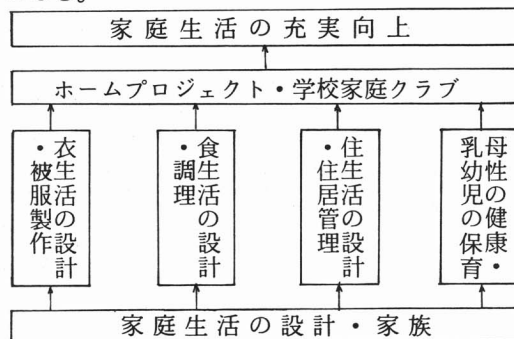 家庭生活の充実向上
ホームプロジェクト・学校家庭クラブ
衣生活の設計
・被服製作
食生活の設計
・調理
住生活の設計
・住居管理
母性の健康・
乳幼児の保育
家庭生活の設計・家族